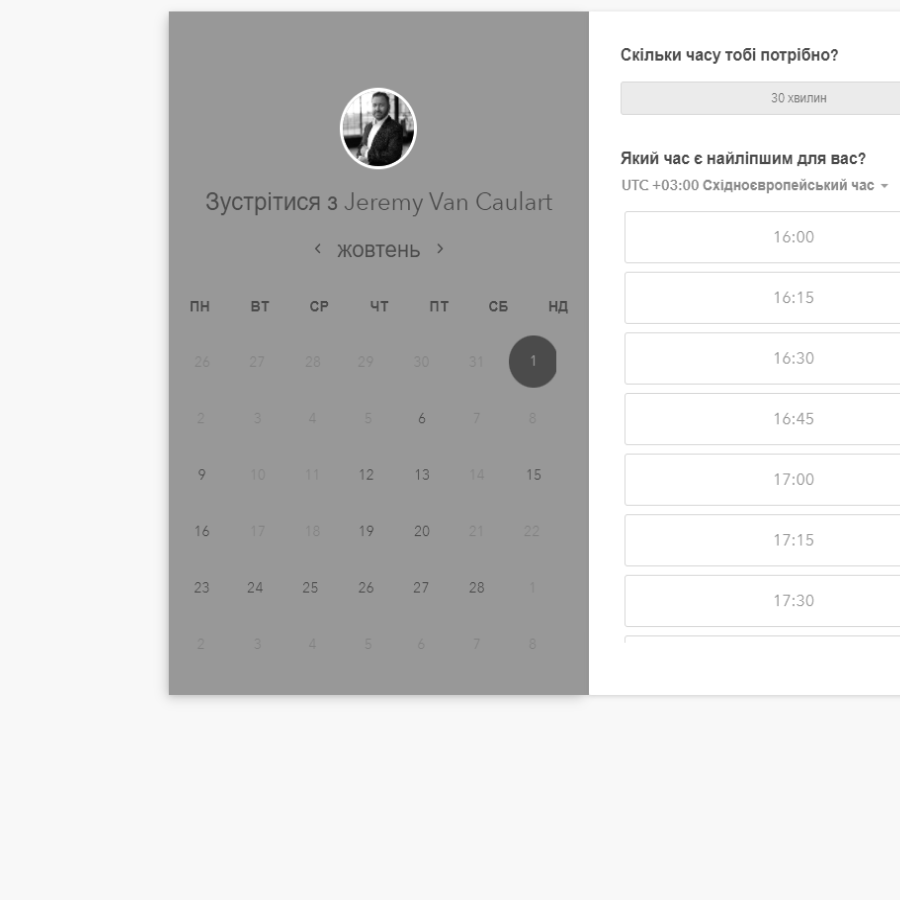 Зустрітися з Jeremy Van Caulart
жовтень
ПН ВТ СР ЧТ ПТ СБ НД
26 27 28 29 30 31 1
2 3 4 5 6 7 8
9 10 11 12 13 14 15
16 17 18 19 20 21 22
23 24 25 26 27 28 1
2 3 4 5 6 7 8
Скільки часу тобі потрібно?
30 хвилин
Який час є найліпшим для вас?
UTC +03:00 Східноєвропейський час
16:00
16:15
16:30
16:45
17:00
17:15
17:30